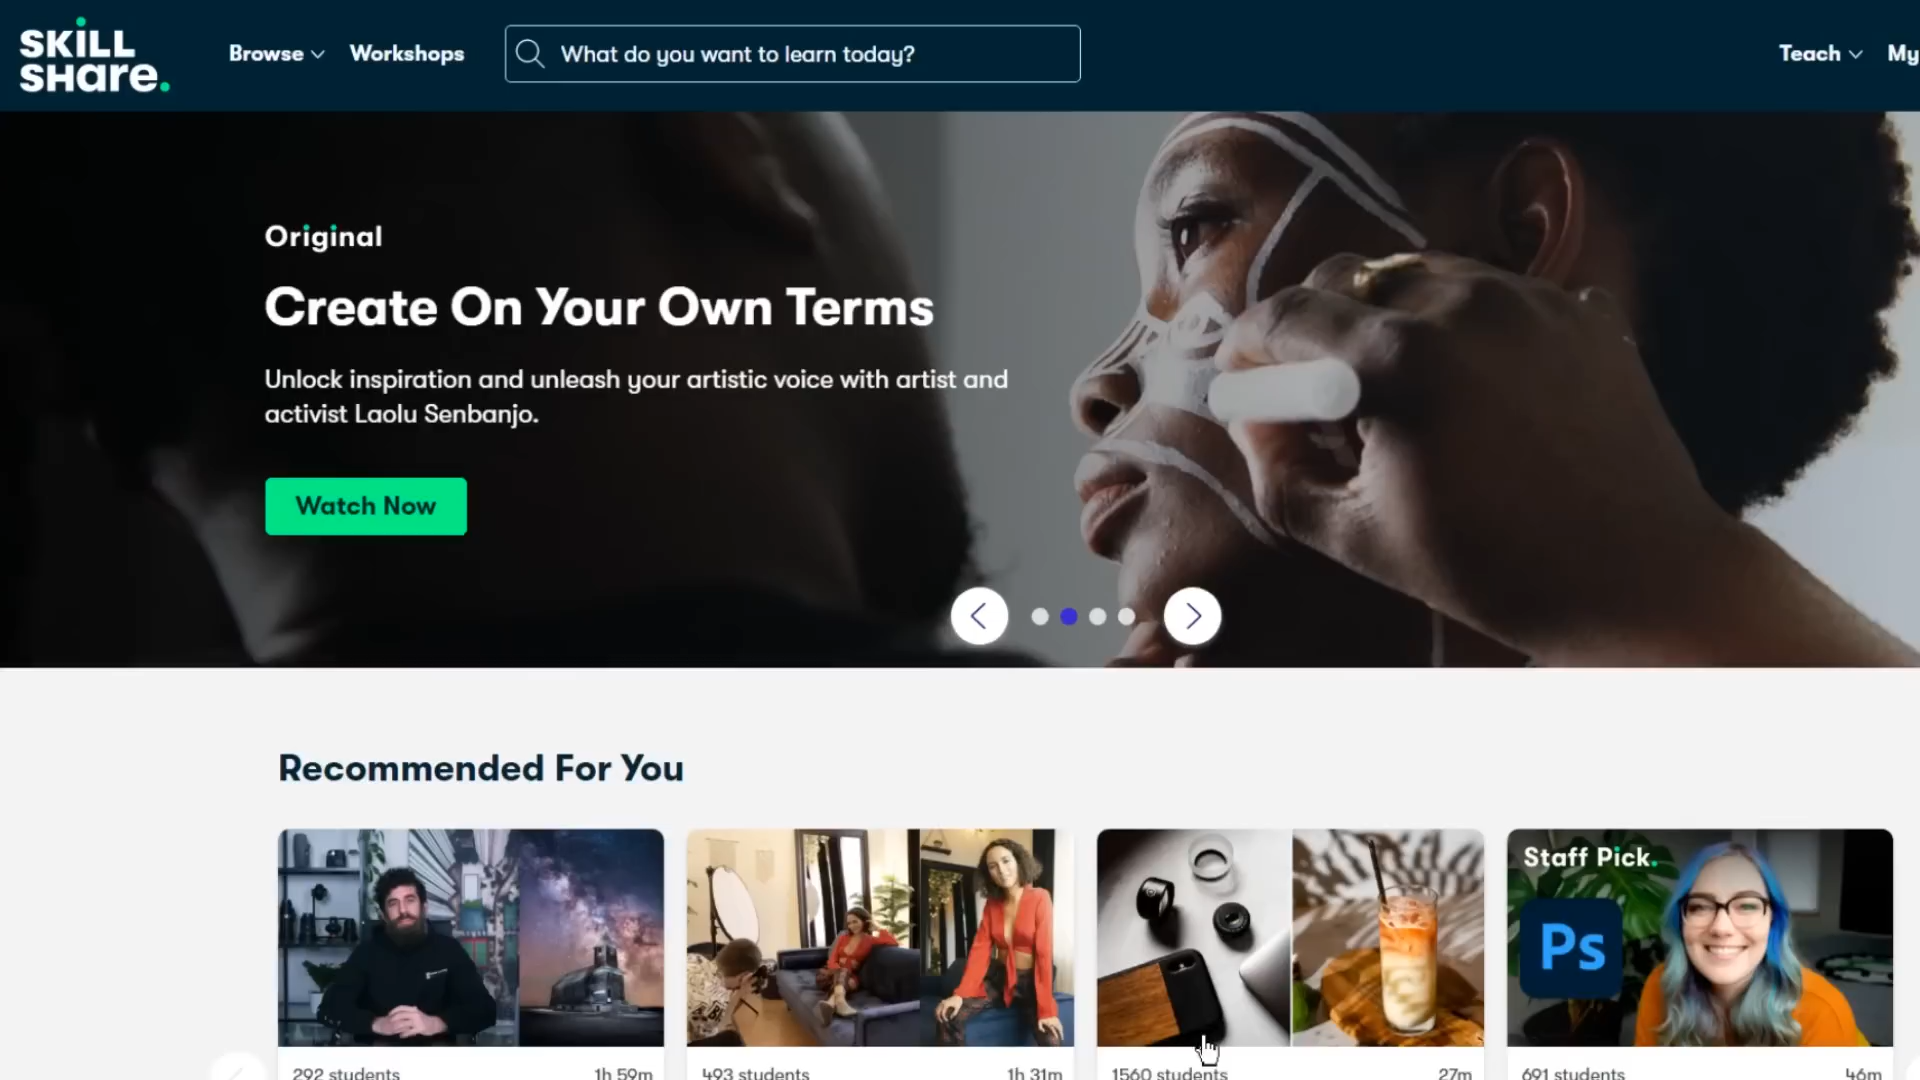 SKILL
SHare.
Browse
Workshops
What do you want to learn today?
Teach
My
Original
Create On Your Own Terms
Unlock inspiration and unleash your artistic voice with artist and
activist Laolu Senbanjo.
Watch Now
Recommended For You
Staff Pick.
Ps
292 students
1h 59m
493 students
1h 31m
1560 students
27m
691 students
46m